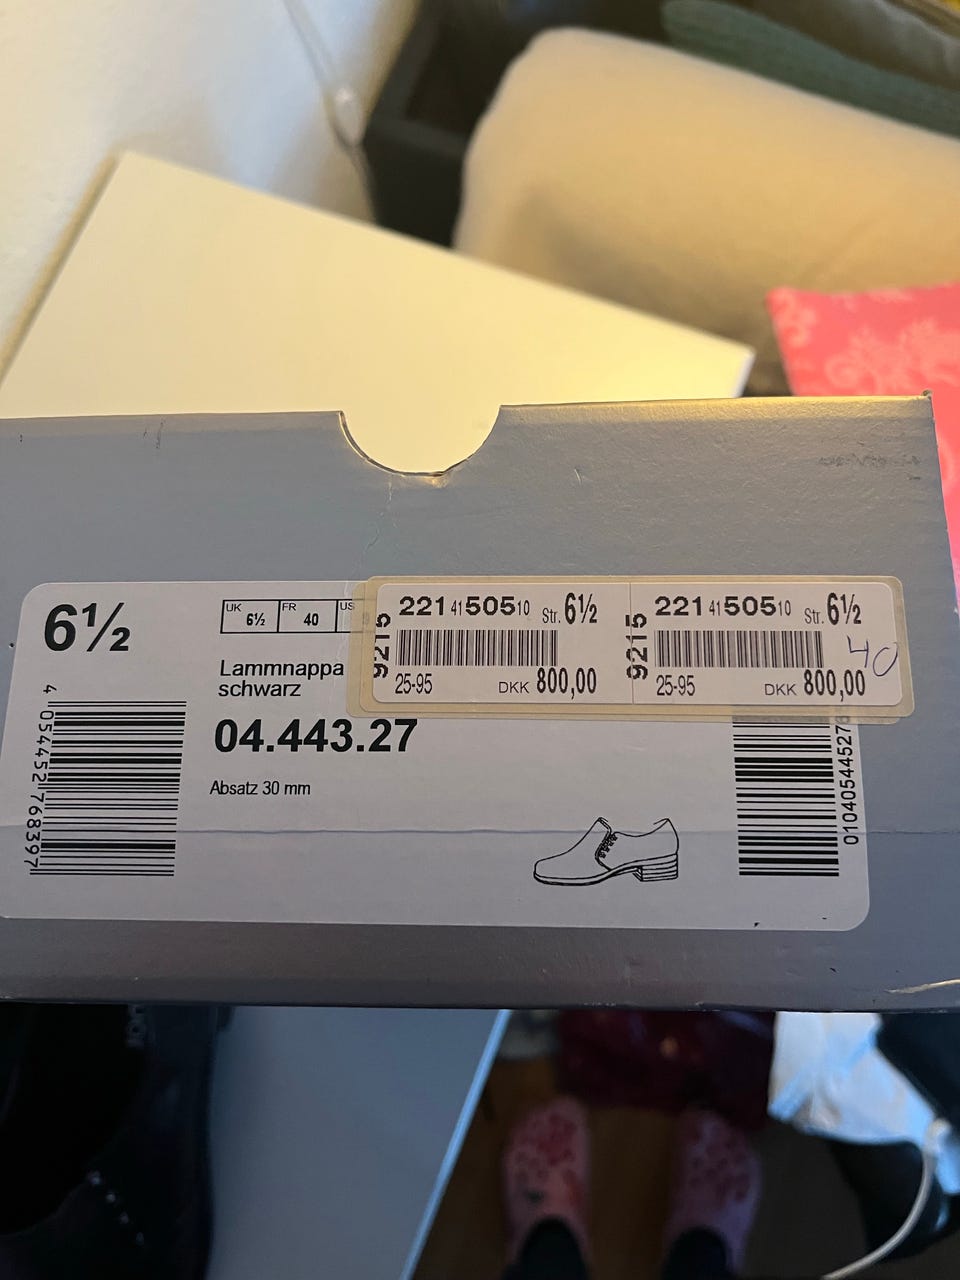 6½
UK 6½ FR 40 US
Lammnappa
schwarz
04.443.27
Absatz 30 mm
4 054452 768397
9215
221 41 505 10 Str. 6½
25-95 DKK 800,00
9215
221 41 505 10 Str. 6½
25-95 DKK 800,00
40
010405445276